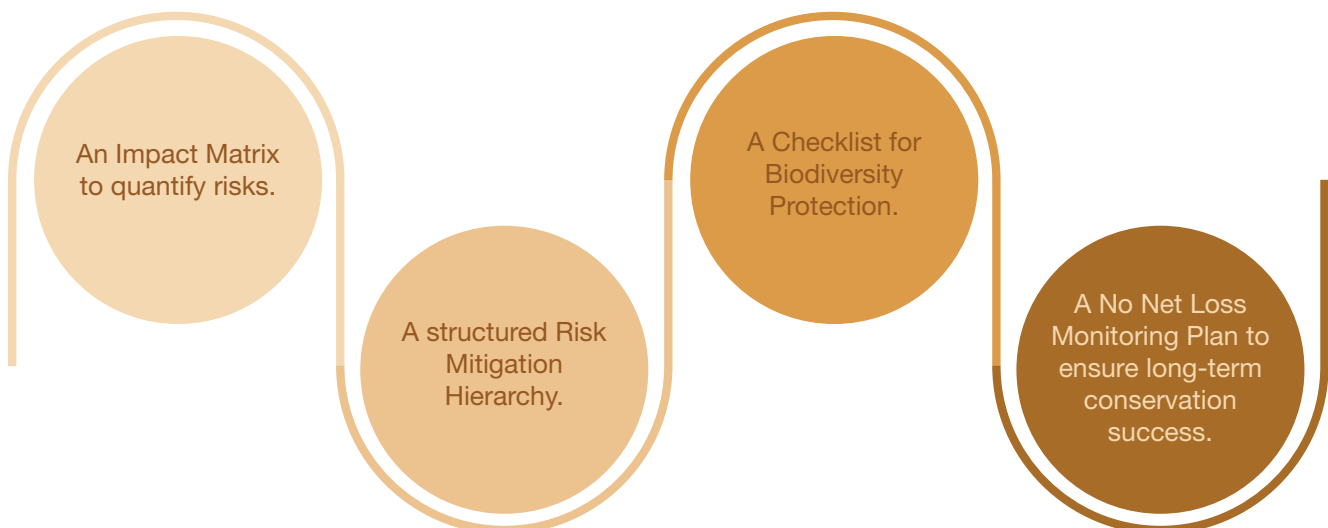 An Impact Matrix
to quantify risks.
A structured Risk
Mitigation
Hierarchy.
A Checklist for
Biodiversity
Protection.
A No Net Loss
Monitoring Plan to
ensure long-term
conservation
success.